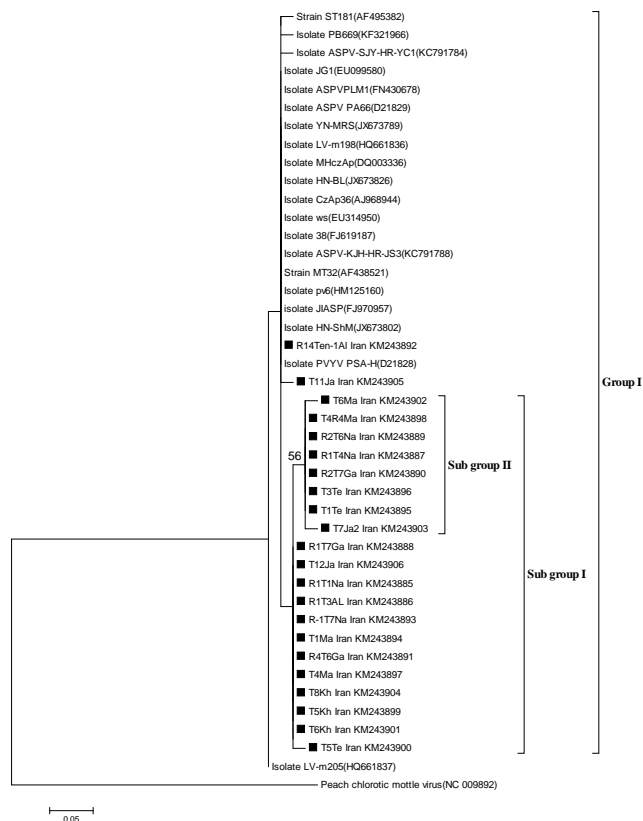 Strain ST181(AF495382)
Isolate PB669(KF321966)
Isolate ASPV-SJY-HR-YC1(KC791784)
Isolate JG1(EU099580)
Isolate ASPVPLM1(FN430678)
Isolate ASPV PA66(D21829)
Isolate YN-MRS(JX673789)
Isolate LV-m198(HQ661836)
Isolate MHczAp(DQ003336)
Isolate HN-BL(JX673826)
Isolate CzAp36(AJ968944)
Isolate ws(EU314950)
Isolate 38(FJ619187)
Isolate ASPV-KJH-HR-JS3(KC791788)
Strain MT32(AF438521)
Isolate pv6(HM125160)
isolate JIASP(FJ970957)
Isolate HN-ShM(JX673802)
R14Ten-1Al Iran KM243892
Isolate PVYV PSA-H(D21828)
T11Ja Iran KM243905
Group I
T6Ma Iran KM243902
T4R4Ma Iran KM243898
R2T6Na Iran KM243889
56
R1T4Na Iran KM243887
Sub group II
R2T7Ga Iran KM243890
T3Te Iran KM243896
T1Te Iran KM243895
T7Ja2 Iran KM243903
R1T7Ga Iran KM243888
T12Ja Iran KM243906
Sub group I
R1T1Na Iran KM243885
R1T3AL Iran KM243886
R-1T7Na Iran KM243893
T1Ma Iran KM243894
R4T6Ga Iran KM243891
T4Ma Iran KM243897
T8Kh Iran KM243904
T5Kh Iran KM243899
T6Kh Iran KM243901
T5Te Iran KM243900
Isolate LV-m205(HQ661837)
Peach chlorotic mottle virus(NC 009892)
0.05